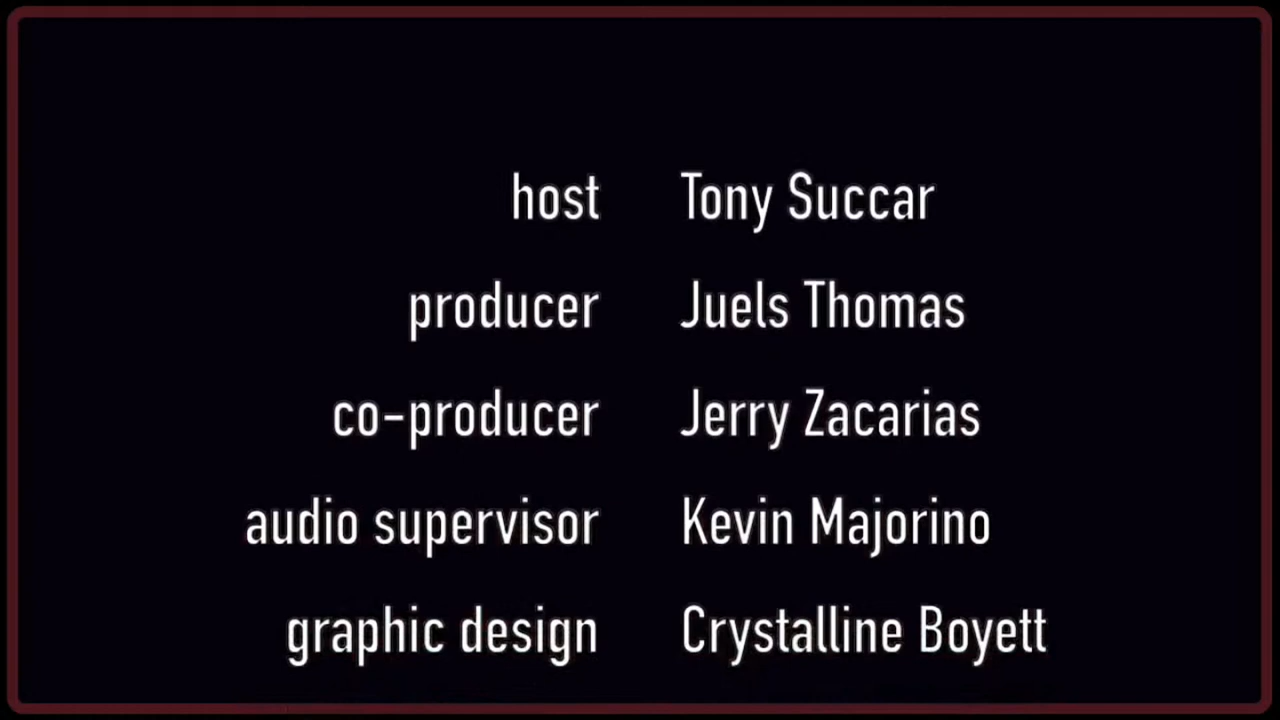 host Tony Succar
producer Juels Thomas
co-producer Jerry Zacarias
audio supervisor Kevin Majorino
graphic design Crystalline Boyett